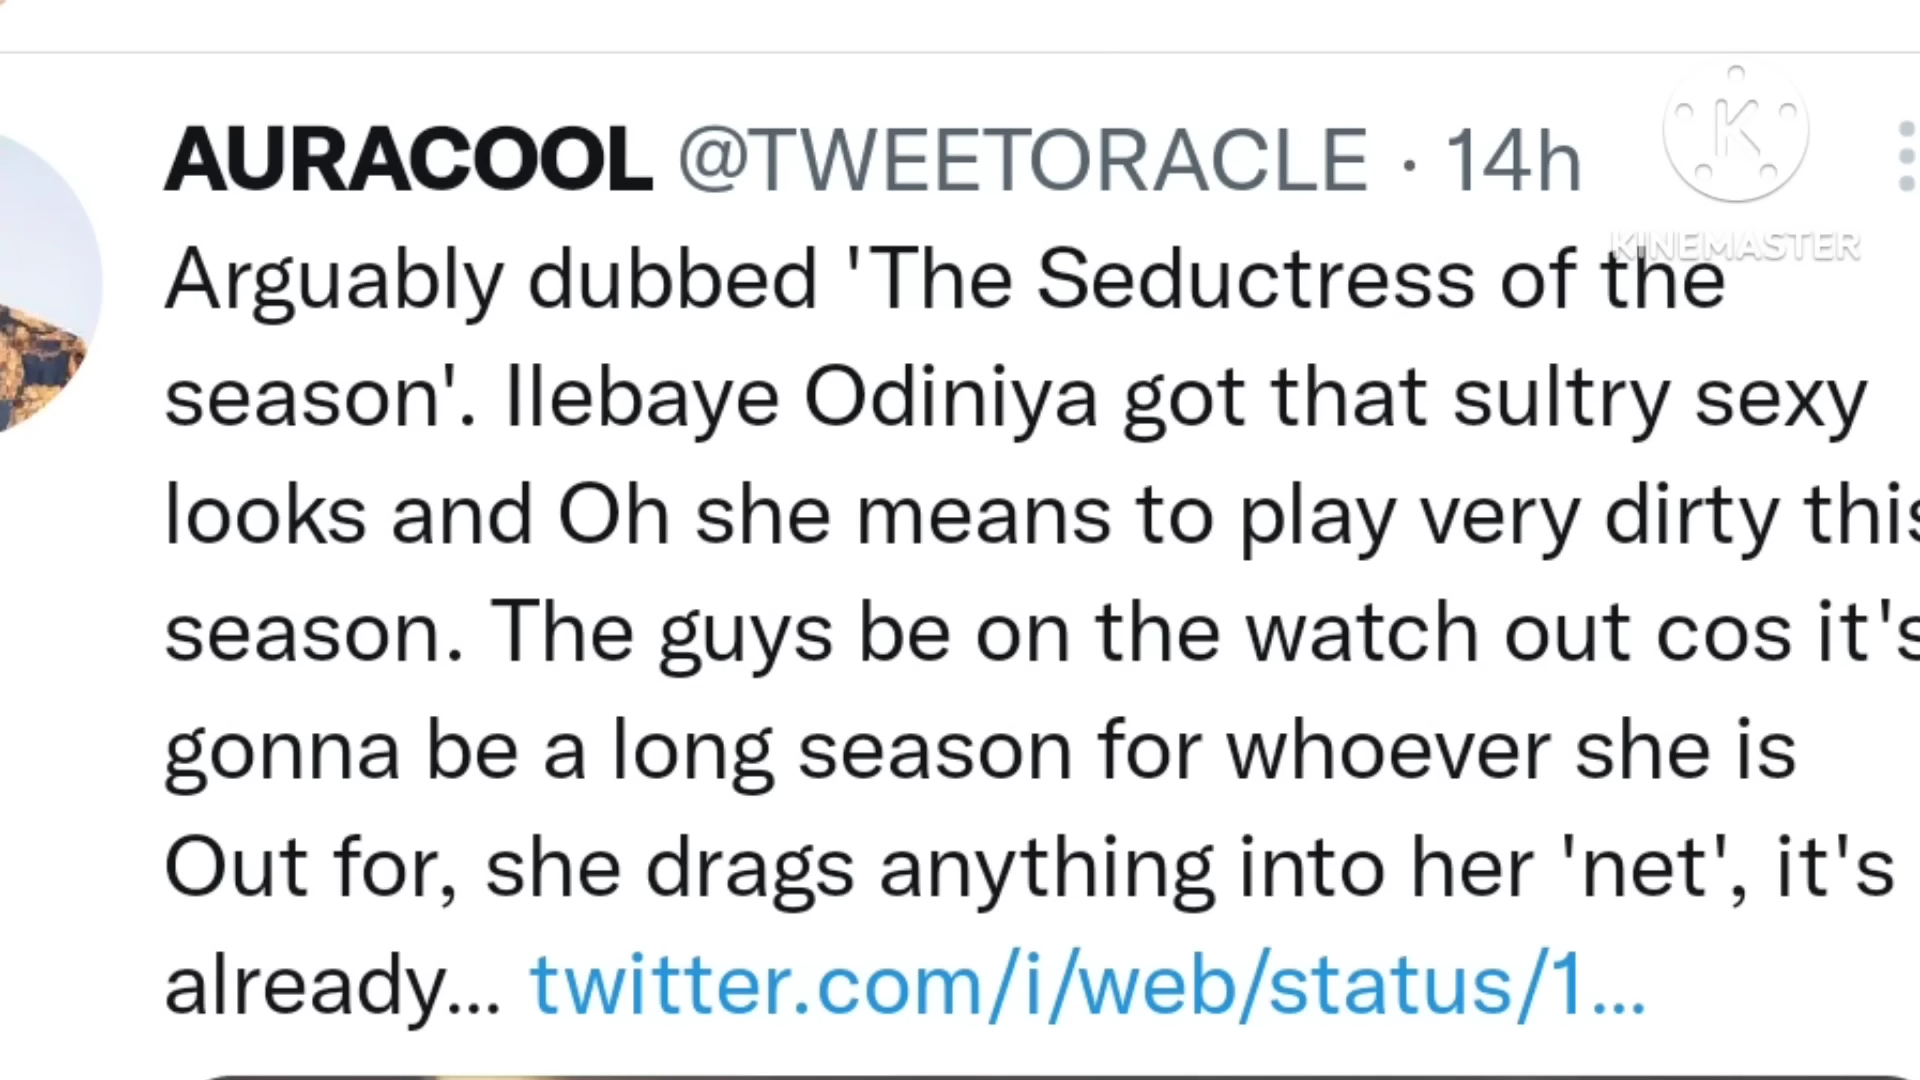 AURACOOL @TWEETORACLE · 14h
K
KINEMASTER
Arguably dubbed 'The Seductress of the
season'. Ilebaye Odiniya got that sultry sexy
looks and Oh she means to play very dirty this
season. The guys be on the watch out cos it's
gonna be a long season for whoever she is
Out for, she drags anything into her 'net', it's
already... twitter.com/i/web/status/1...